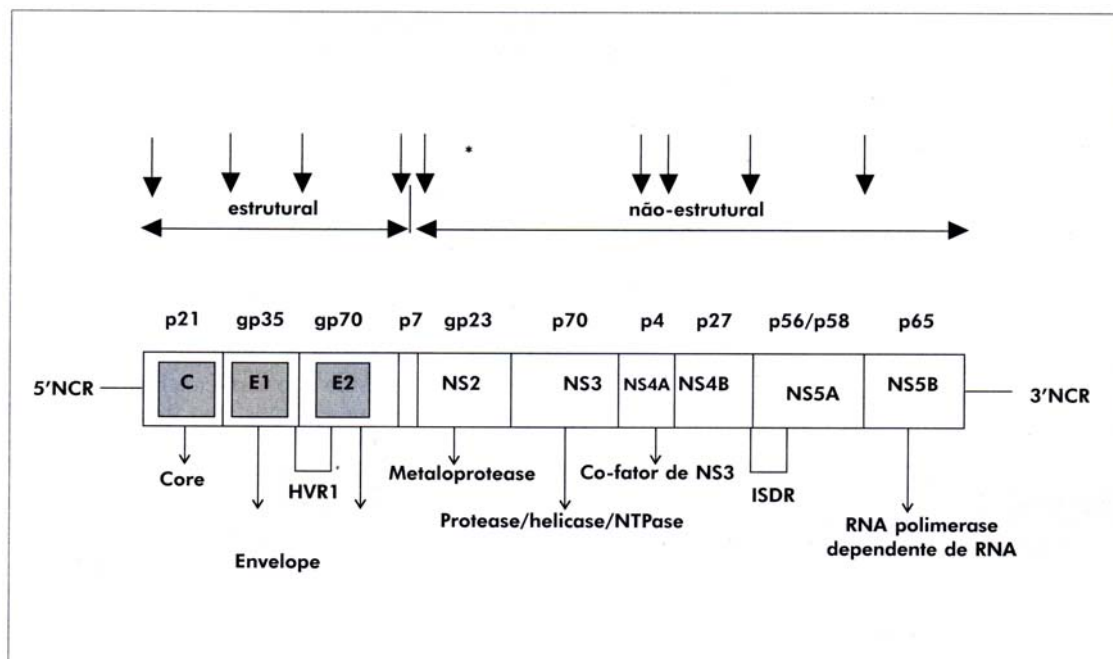 *
estrutural
não-estrutural
p21 gp35 gp70 p7 gp23 p70 p4 p27 p56/p58 p65
5'NCR C E1 E2 NS2 NS3 NS4A NS4B NS5A NS5B 3'NCR
Core
HVR1
Metaloprotease
Co-fator de NS3
ISDR
Protease/helicase/NTPase
RNA polimerase
dependente de RNA
Envelope